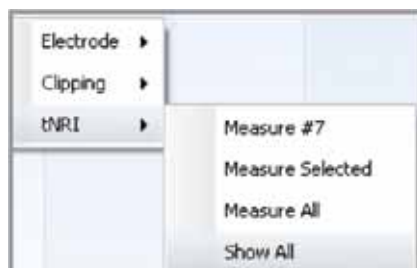 Electrode
Clipping
tNRI
Measure #7
Measure Selected
Measure All
Show All